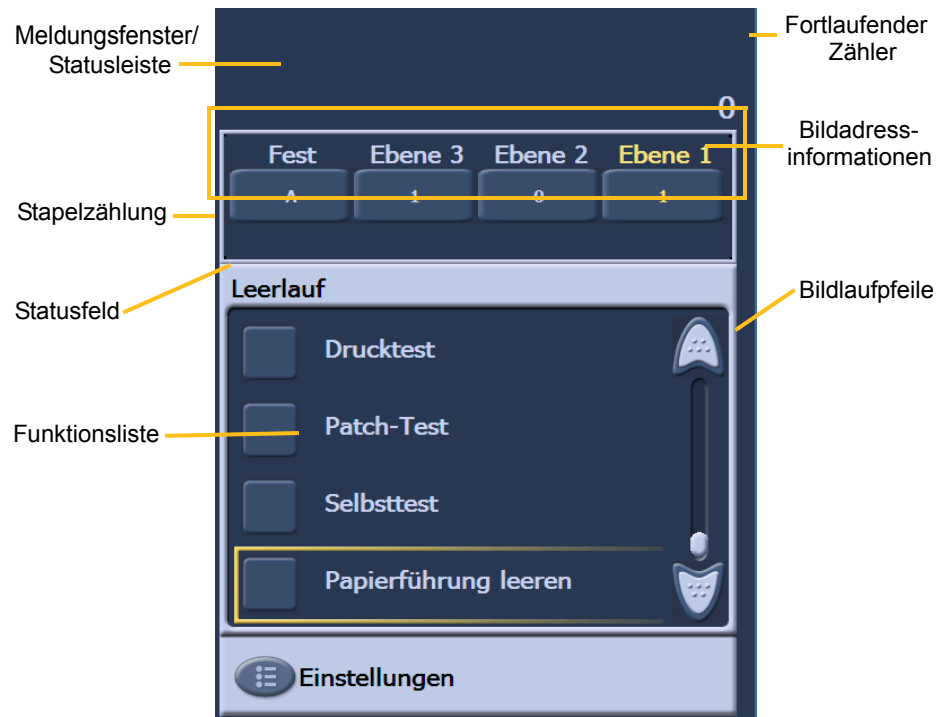 Meldungsfenster/
Statusleiste
Fortlaufender
Zähler
0
Bildadress-
informationen
Fest Ebene 3 Ebene 2 Ebene 1
A 1 0 1
Stapelzählung
Statusfeld
Leerlauf
Bildlaufpfeile
Drucktest
Funktionsliste
Patch-Test
Selbsttest
Papierführung leeren
Einstellungen